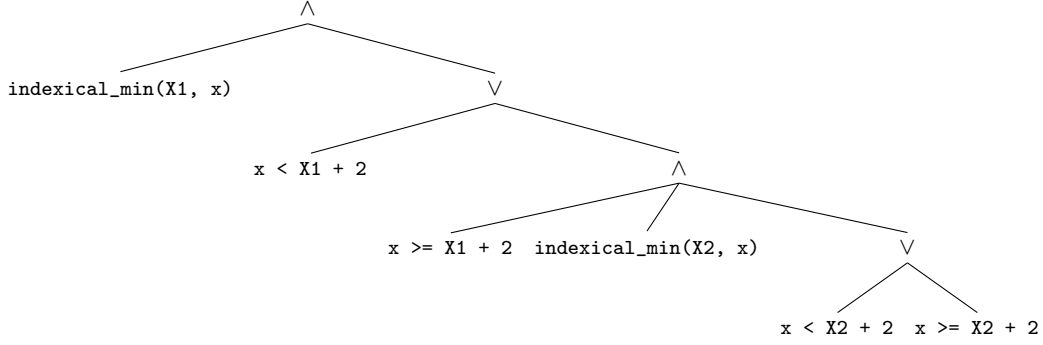 ∧
indexical_min(X1, x)
∨
x < X1 + 2
∧
x >= X1 + 2 indexical_min(X2, x)
∨
x < X2 + 2 x >= X2 + 2